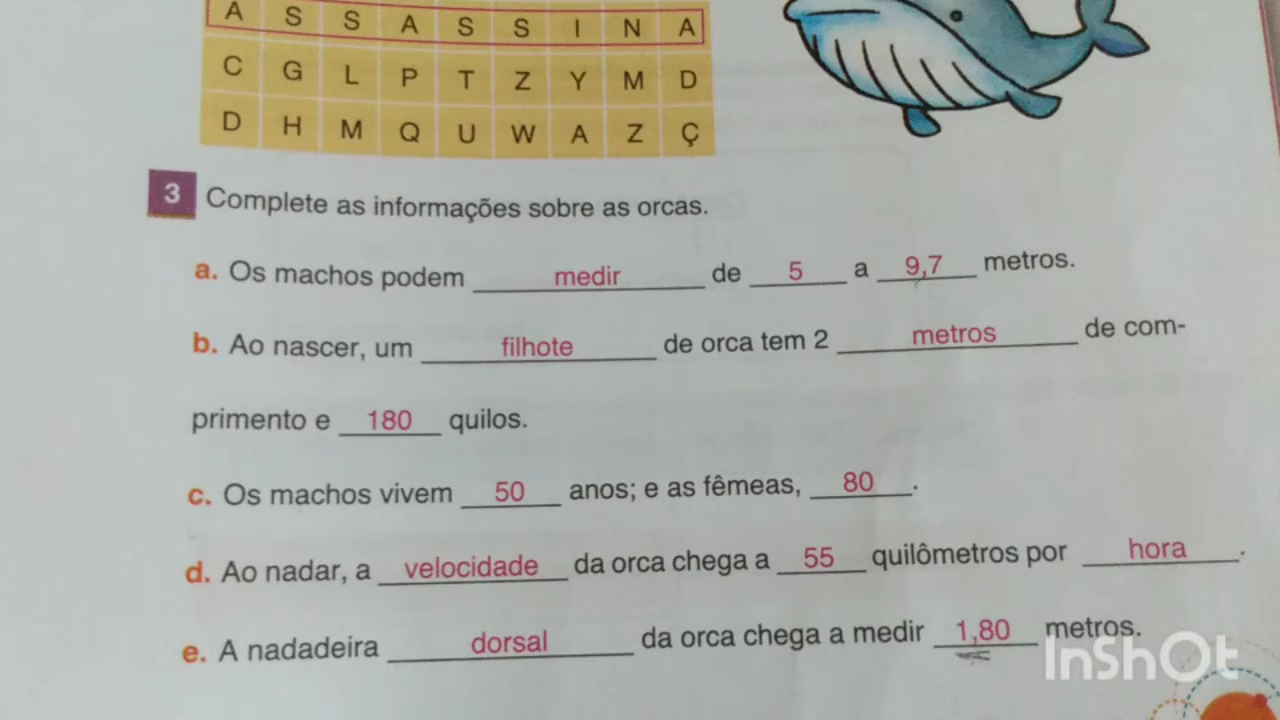 A S S A S S I N A
C G L P T Z Y M D
D H M Q U W A Z Ç
3 Complete as informações sobre as orcas.
a. Os machos podem medir de 5 a 9,7 metros.
b. Ao nascer, um filhote de orca tem 2 metros de com-
primento e 180 quilos.
c. Os machos vivem 50 anos; e as fêmeas, 80.
d. Ao nadar, a velocidade da orca chega a 55 quilômetros por hora.
e. A nadadeira dorsal da orca chega a medir 1,80 metros.
InShOt